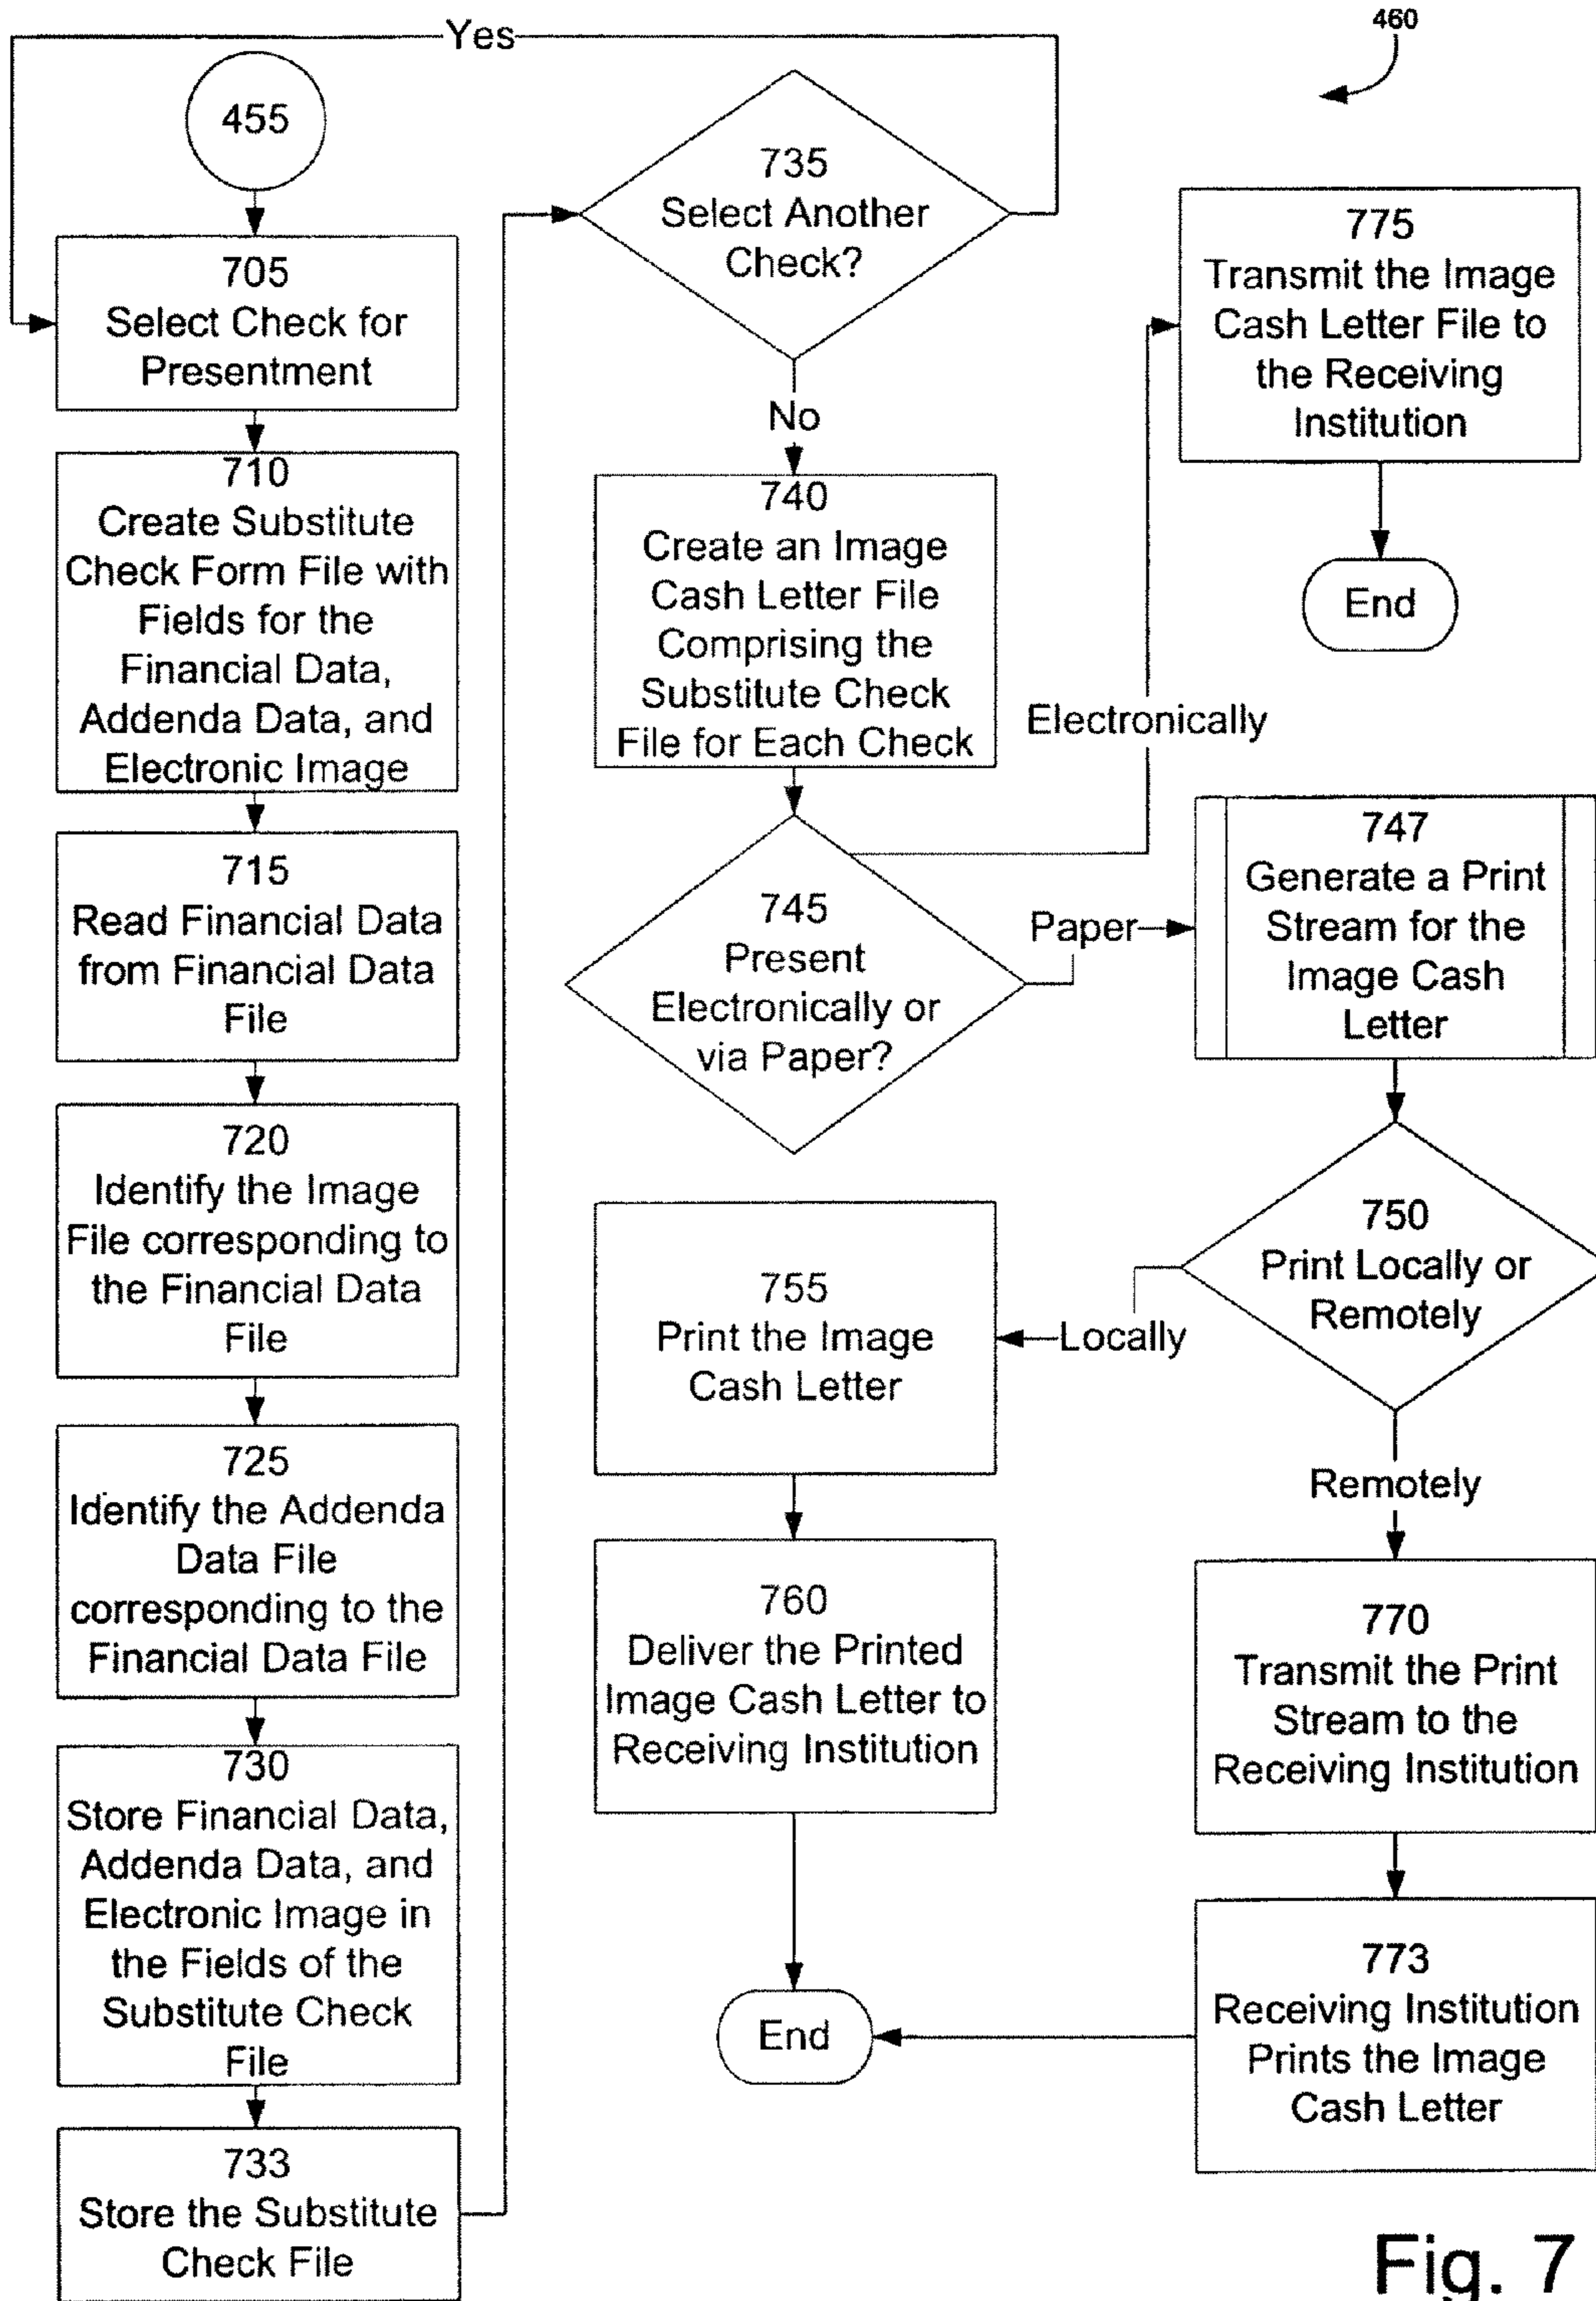 460
Yes
455
705
Select Check for
Presentment
710
Create Substitute
Check Form File with
Fields for the
Financial Data,
Addenda Data, and
Electronic Image
715
Read Financial Data
from Financial Data
File
720
Identify the Image
File corresponding to
the Financial Data
File
725
Identify the Addenda
Data File
corresponding to the
Financial Data File
730
Store Financial Data,
Addenda Data, and
Electronic Image in
the Fields of the
Substitute Check
File
733
Store the Substitute
Check File
735
Select Another
Check?
No
740
Create an Image
Cash Letter File
Comprising the
Substitute Check
File for Each Check
745
Present
Electronically or
via Paper?
Electronically
775
Transmit the Image
Cash Letter File to
the Receiving
Institution
End
Paper
747
Generate a Print
Stream for the
Image Cash
Letter
750
Print Locally or
Remotely
Locally
755
Print the Image
Cash Letter
760
Deliver the Printed
Image Cash Letter to
Receiving Institution
Remotely
770
Transmit the Print
Stream to the
Receiving Institution
773
Receiving Institution
Prints the Image
Cash Letter
End
Fig. 7